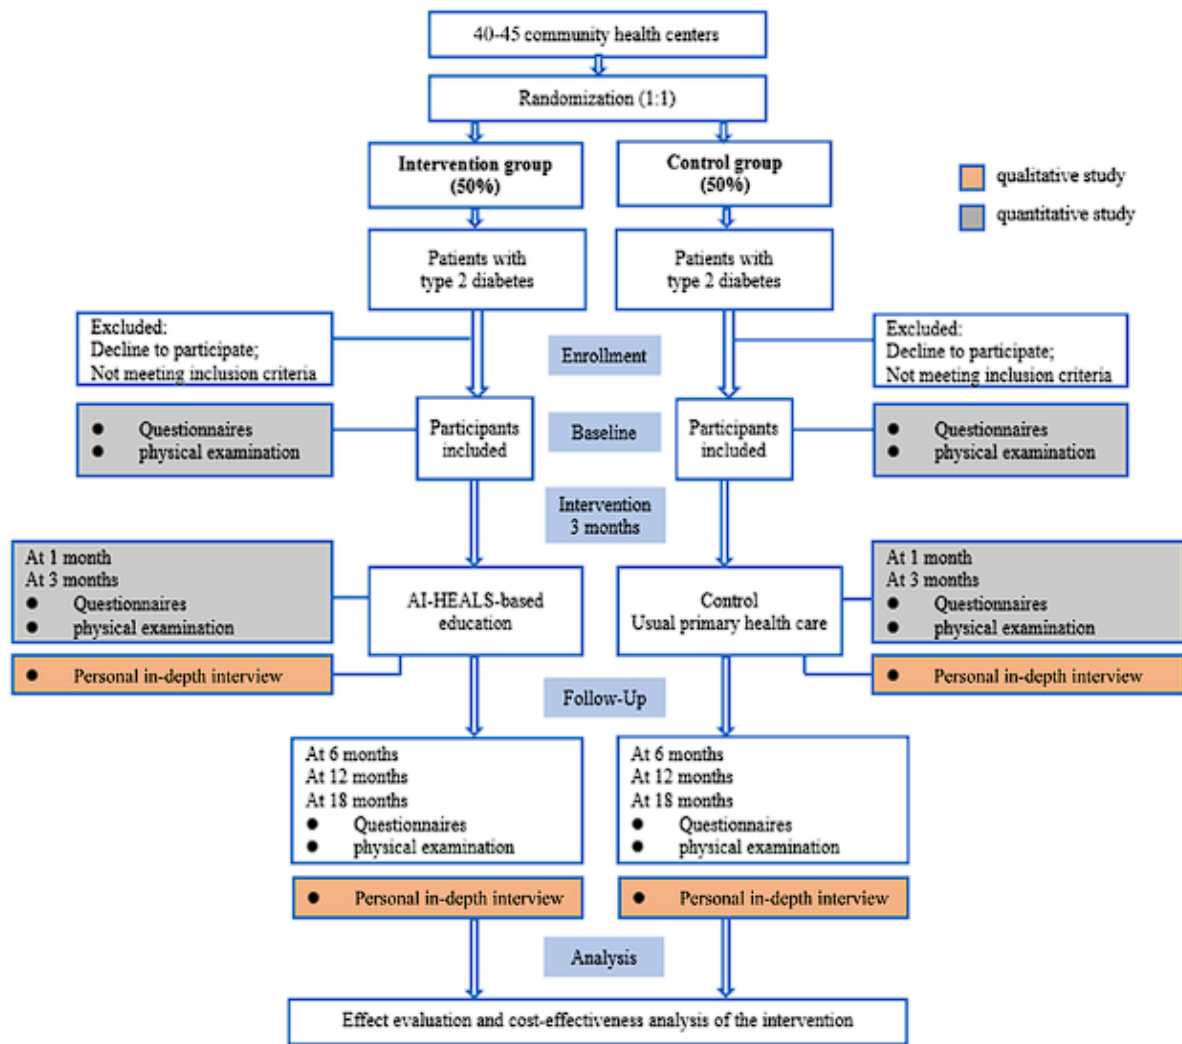 40-45 community health centers
Randomization (1:1)
Intervention group
(50%)
Control group
(50%)
qualitative study
quantitative study
Patients with
type 2 diabetes
Patients with
type 2 diabetes
Excluded:
Decline to participate;
Not meeting inclusion criteria
Enrollment
Excluded:
Decline to participate;
Not meeting inclusion criteria
● Questionnaires
● physical examination
Participants
included
Baseline
Participants
included
● Questionnaires
● physical examination
Intervention
3 months
At 1 month
At 3 months
● Questionnaires
● physical examination
AI-HEALS-based
education
Control
Usual primary health care
At 1 month
At 3 months
● Questionnaires
● physical examination
● Personal in-depth interview
● Personal in-depth interview
Follow-Up
At 6 months
At 12 months
At 18 months
● Questionnaires
● physical examination
At 6 months
At 12 months
At 18 months
● Questionnaires
● physical examination
● Personal in-depth interview
● Personal in-depth interview
Analysis
Effect evaluation and cost-effectiveness analysis of the intervention